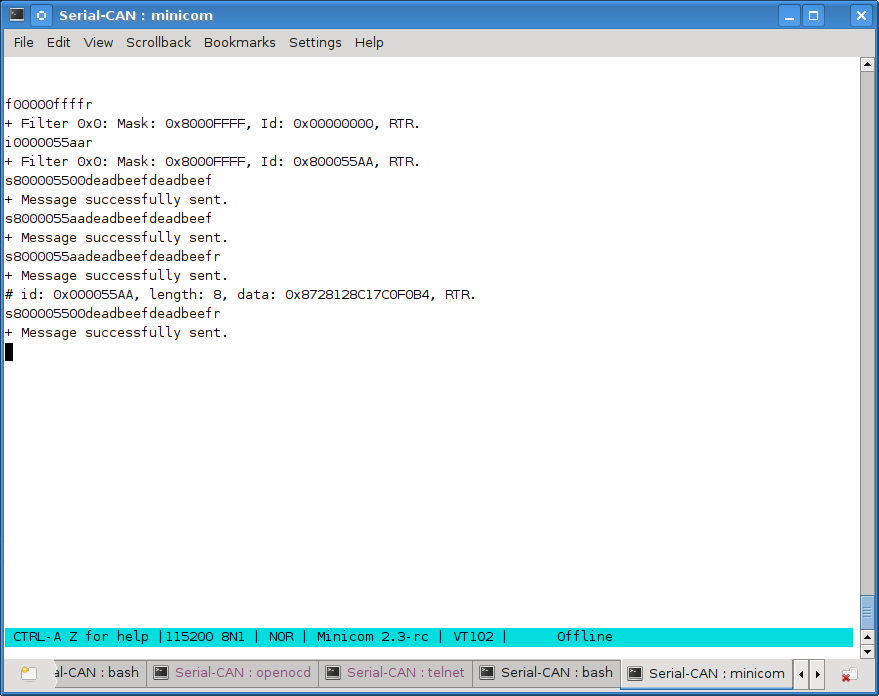 Serial-CAN : minicom
File Edit View Scrollback Bookmarks Settings Help
f00000ffffr
+ Filter 0x0: Mask: 0x8000FFFF, Id: 0x00000000, RTR.
i0000055aar
+ Filter 0x0: Mask: 0x8000FFFF, Id: 0x800055AA, RTR.
s800005500deadbeefdeadbeef
+ Message successfully sent.
s8000055aadeadbeefdeadbeef
+ Message successfully sent.
s8000055aadeadbeefdeadbeefr
+ Message successfully sent.
# id: 0x000055AA, length: 8, data: 0x8728128C17C0F0B4, RTR.
s800005500deadbeefdeadbeefr
+ Message successfully sent.
CTRL-A Z for help |115200 8N1 | NOR | Minicom 2.3-rc | VT102 | Offline
al-CAN : bash Serial-CAN : openocd Serial-CAN : telnet Serial-CAN : bash Serial-CAN : minicom